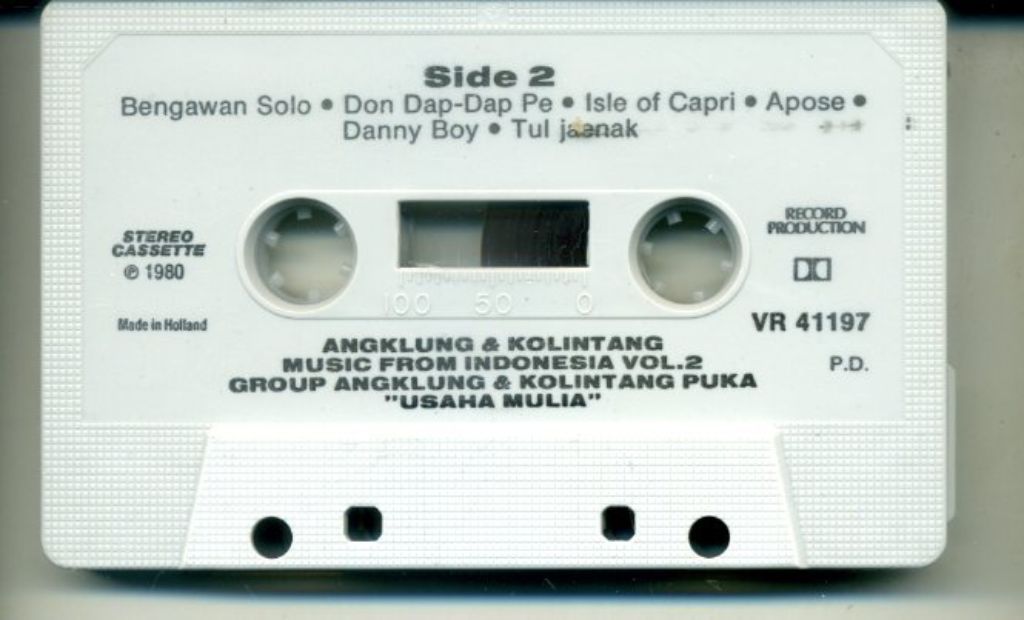 Side 2
Bengawan Solo • Don Dap-Dap Pe • Isle of Capri • Apose •
Danny Boy • Tul jaenak
STEREO
CASSETTE
℗ 1980
Made in Holland
100 50 0
RECORD
PRODUCTION
VR 41197
P.D.
ANGKLUNG & KOLINTANG
MUSIC FROM INDONESIA VOL.2
GROUP ANGKLUNG & KOLINTANG PUKA
"USAHA MULIA"